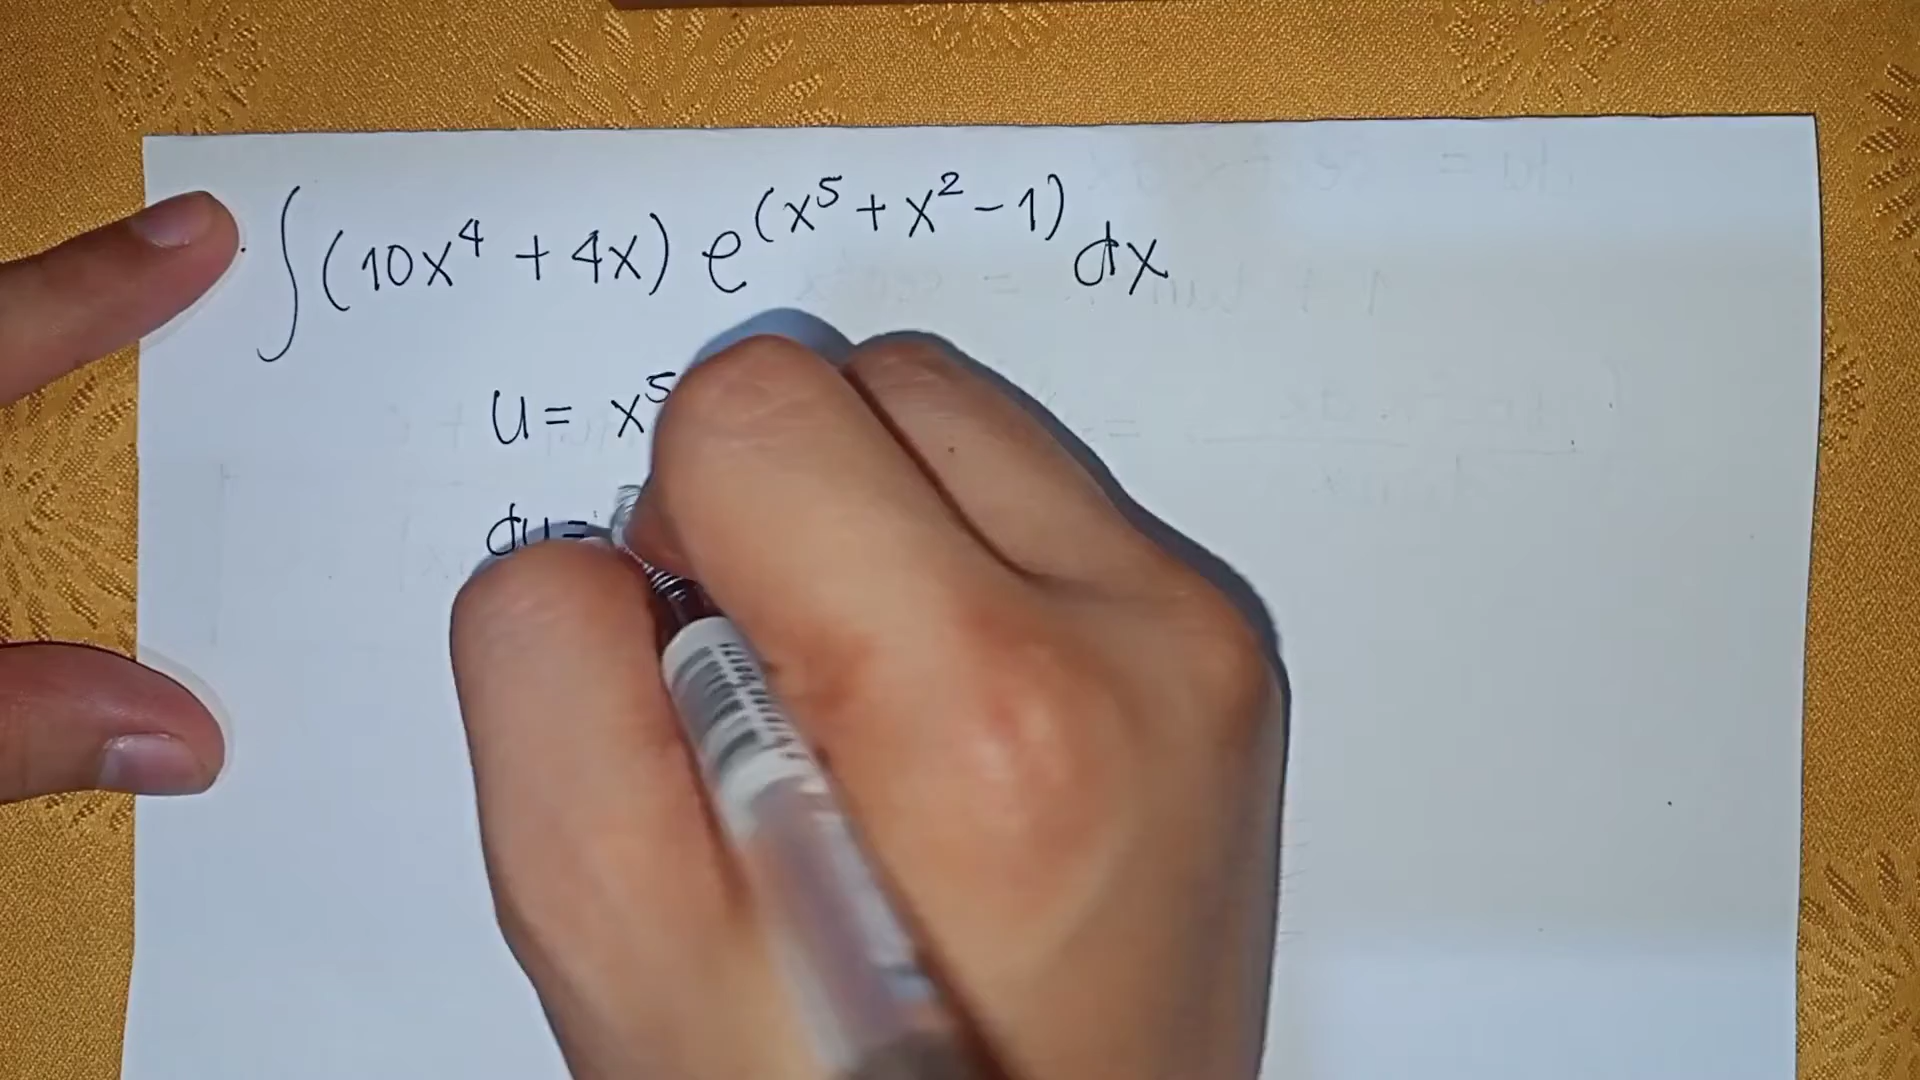 ∫(10x⁴ + 4x) e^(x⁵ + x² - 1) dx
u = x⁵
du =